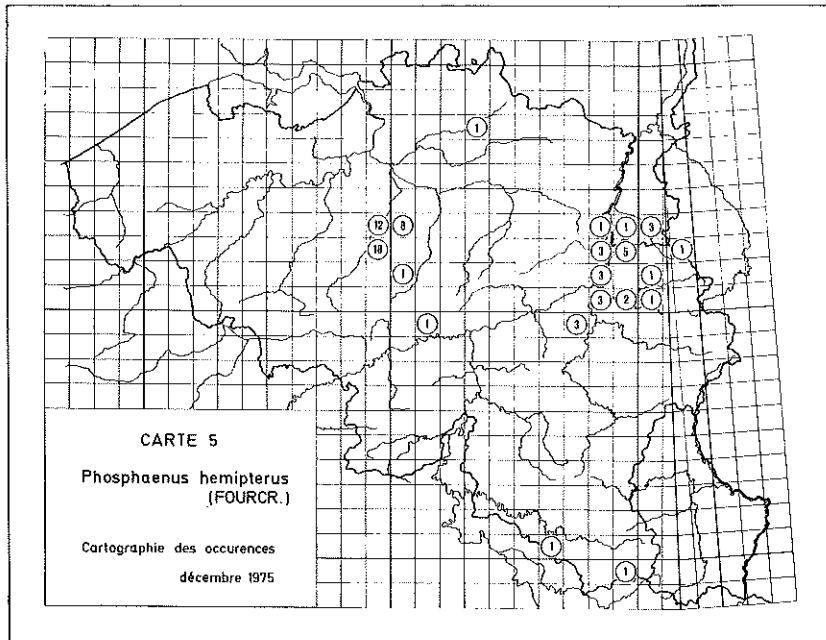 1
12 8
18
1
1
1 1 3
3 5 1
3 1
3 2 1
3
CARTE 5
Phosphaenus hemipterus
(FOURCR.)
Cartographie des occurences
décembre 1975
1
1